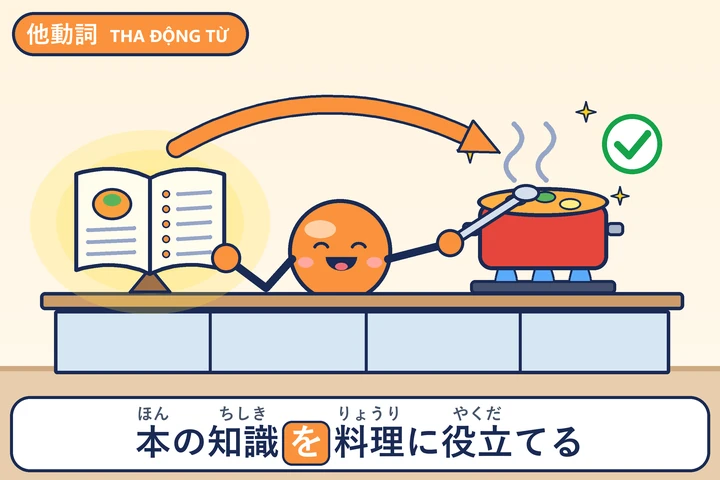 他動詞 THA ĐỘNG TỪ
ほん ちしき りょうり やくだ
本の知識を料理に役立てる